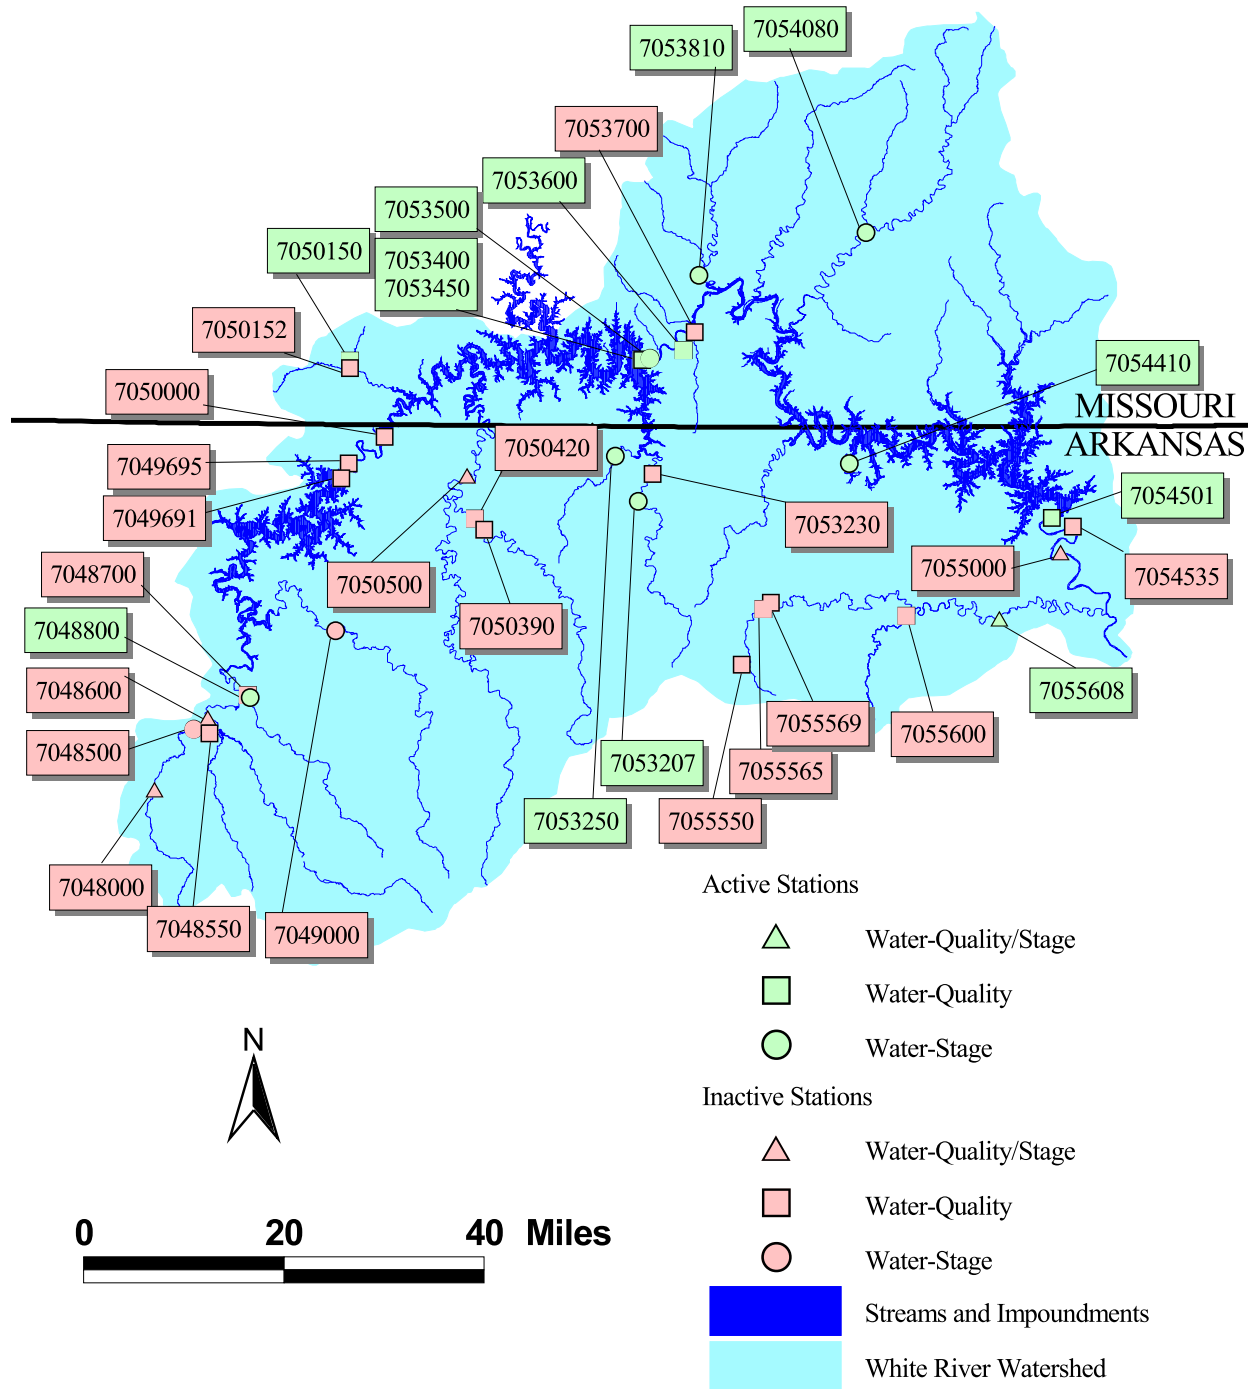 7054080
7053810
7053700
7053600
7053500
7050150
7053400
7053450
7050152
7054410
7050000
MISSOURI
ARKANSAS
7050420
7049695
7054501
7049691
7053230
7055000
7048700
7054535
7050500
7048800
7050390
7048600
7055608
7055569
7055600
7048500
7053207
7055565
7053250
7055550
7048000
7048550
7049000
Active Stations
Water-Quality/Stage
Water-Quality
Water-Stage
Inactive Stations
Water-Quality/Stage
Water-Quality
Water-Stage
Streams and Impoundments
White River Watershed
N
0 20 40 Miles